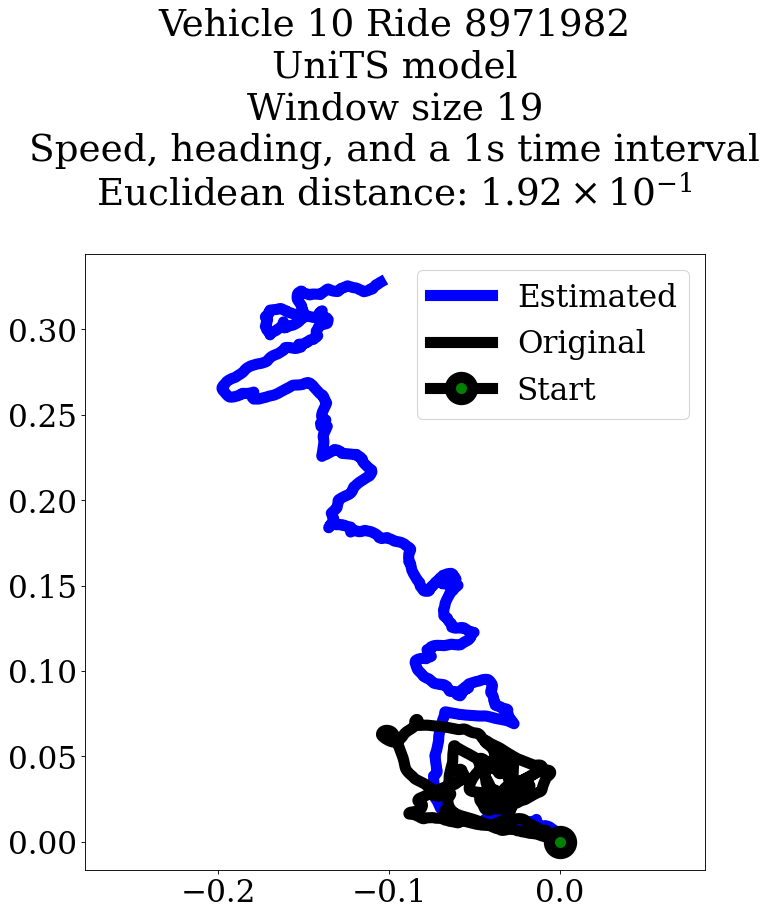 Vehicle 10 Ride 8971982
UniTS model
Window size 19
Speed, heading, and a 1s time interval
Euclidean distance: 1.92 × 10⁻¹
Estimated
Original
Start
0.30
0.25
0.20
0.15
0.10
0.05
0.00
−0.2
−0.1
0.0